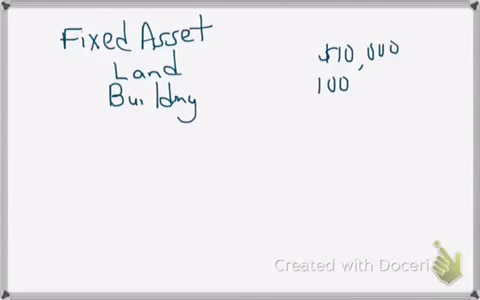 Fixed Asset
Land $10,000
Building 100
Created with Doceri